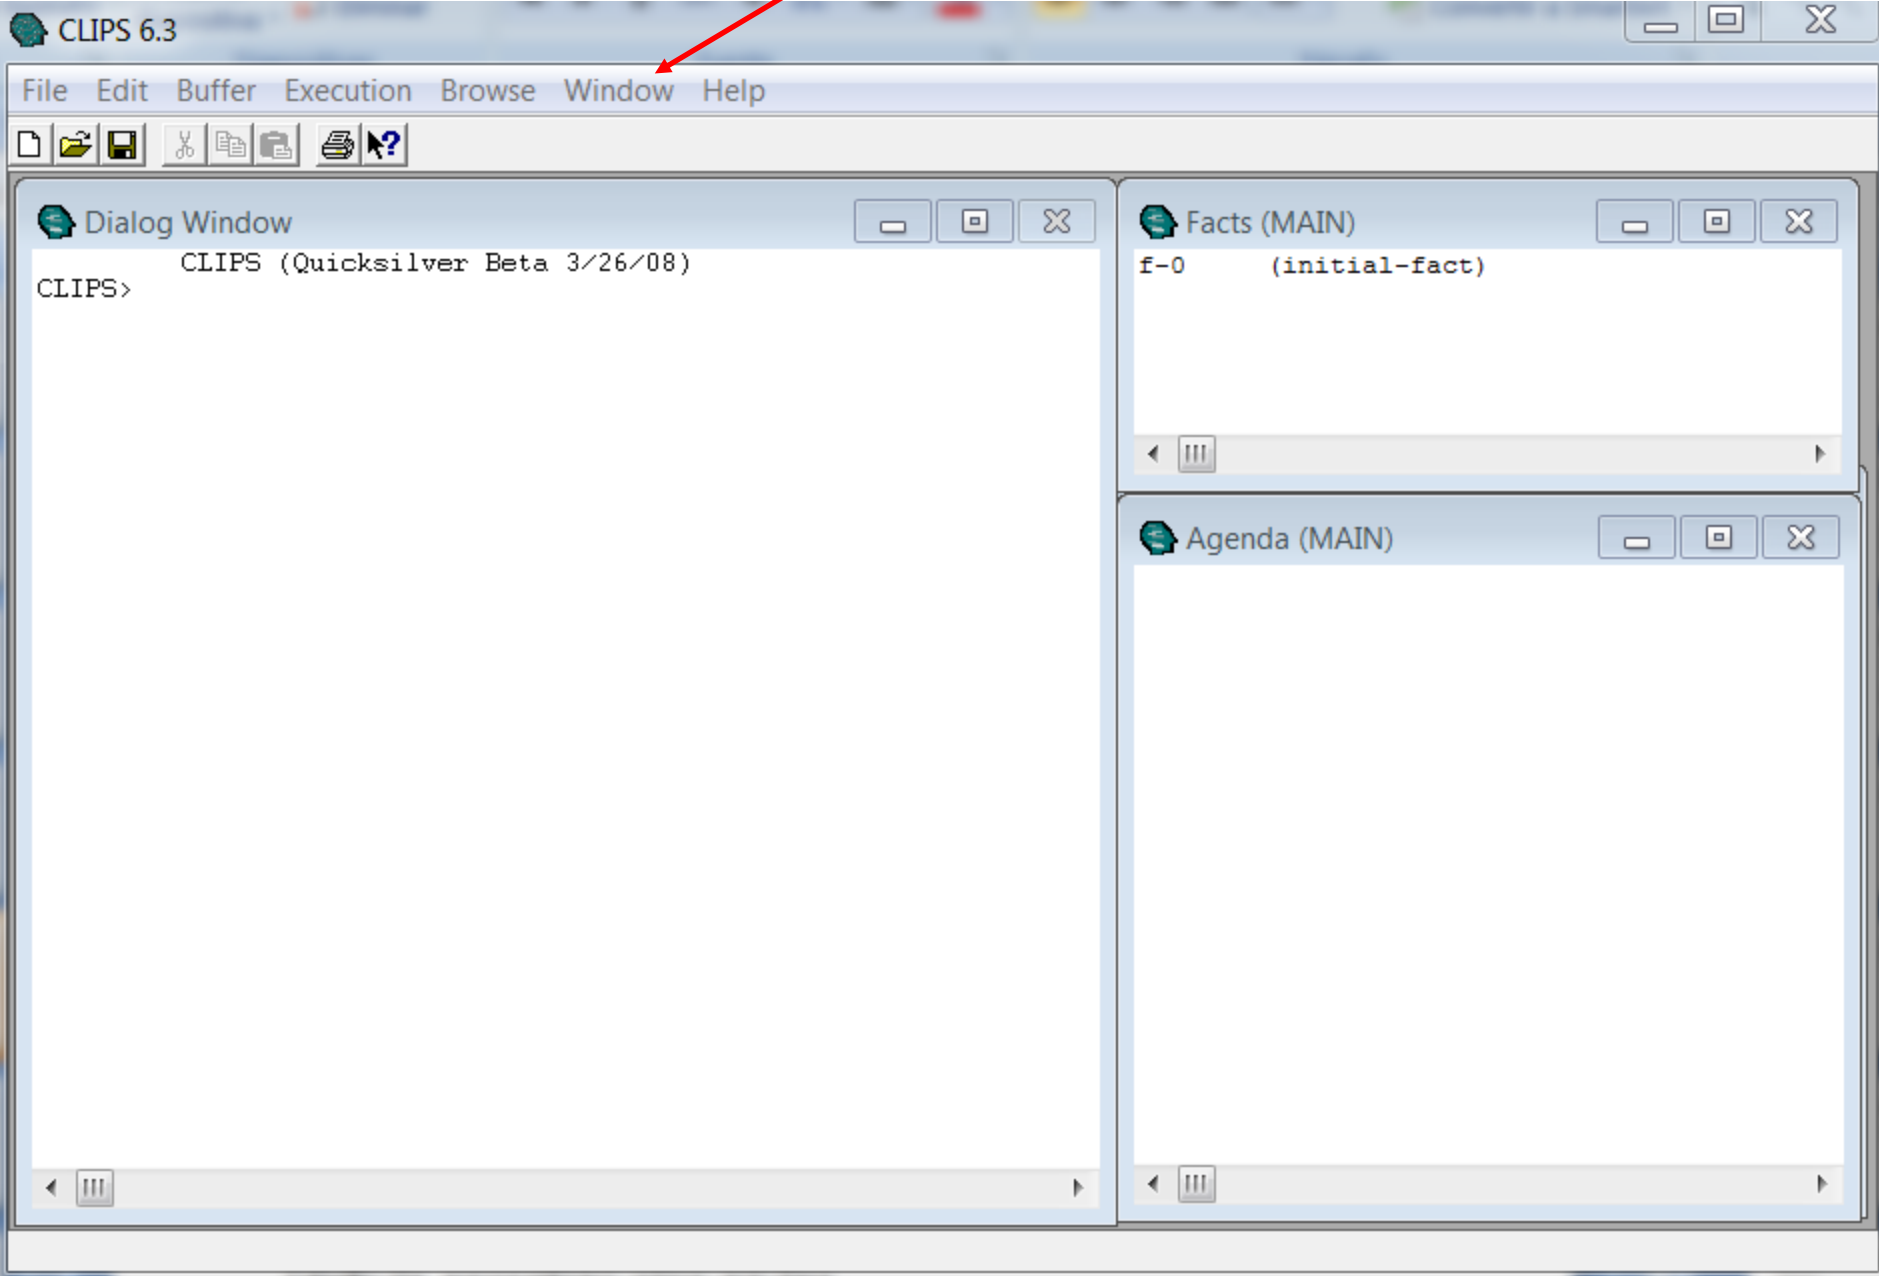 CLIPS 6.3
File Edit Buffer Execution Browse Window Help
Dialog Window
CLIPS (Quicksilver Beta 3/26/08)
CLIPS>
Facts (MAIN)
f-0 (initial-fact)
Agenda (MAIN)